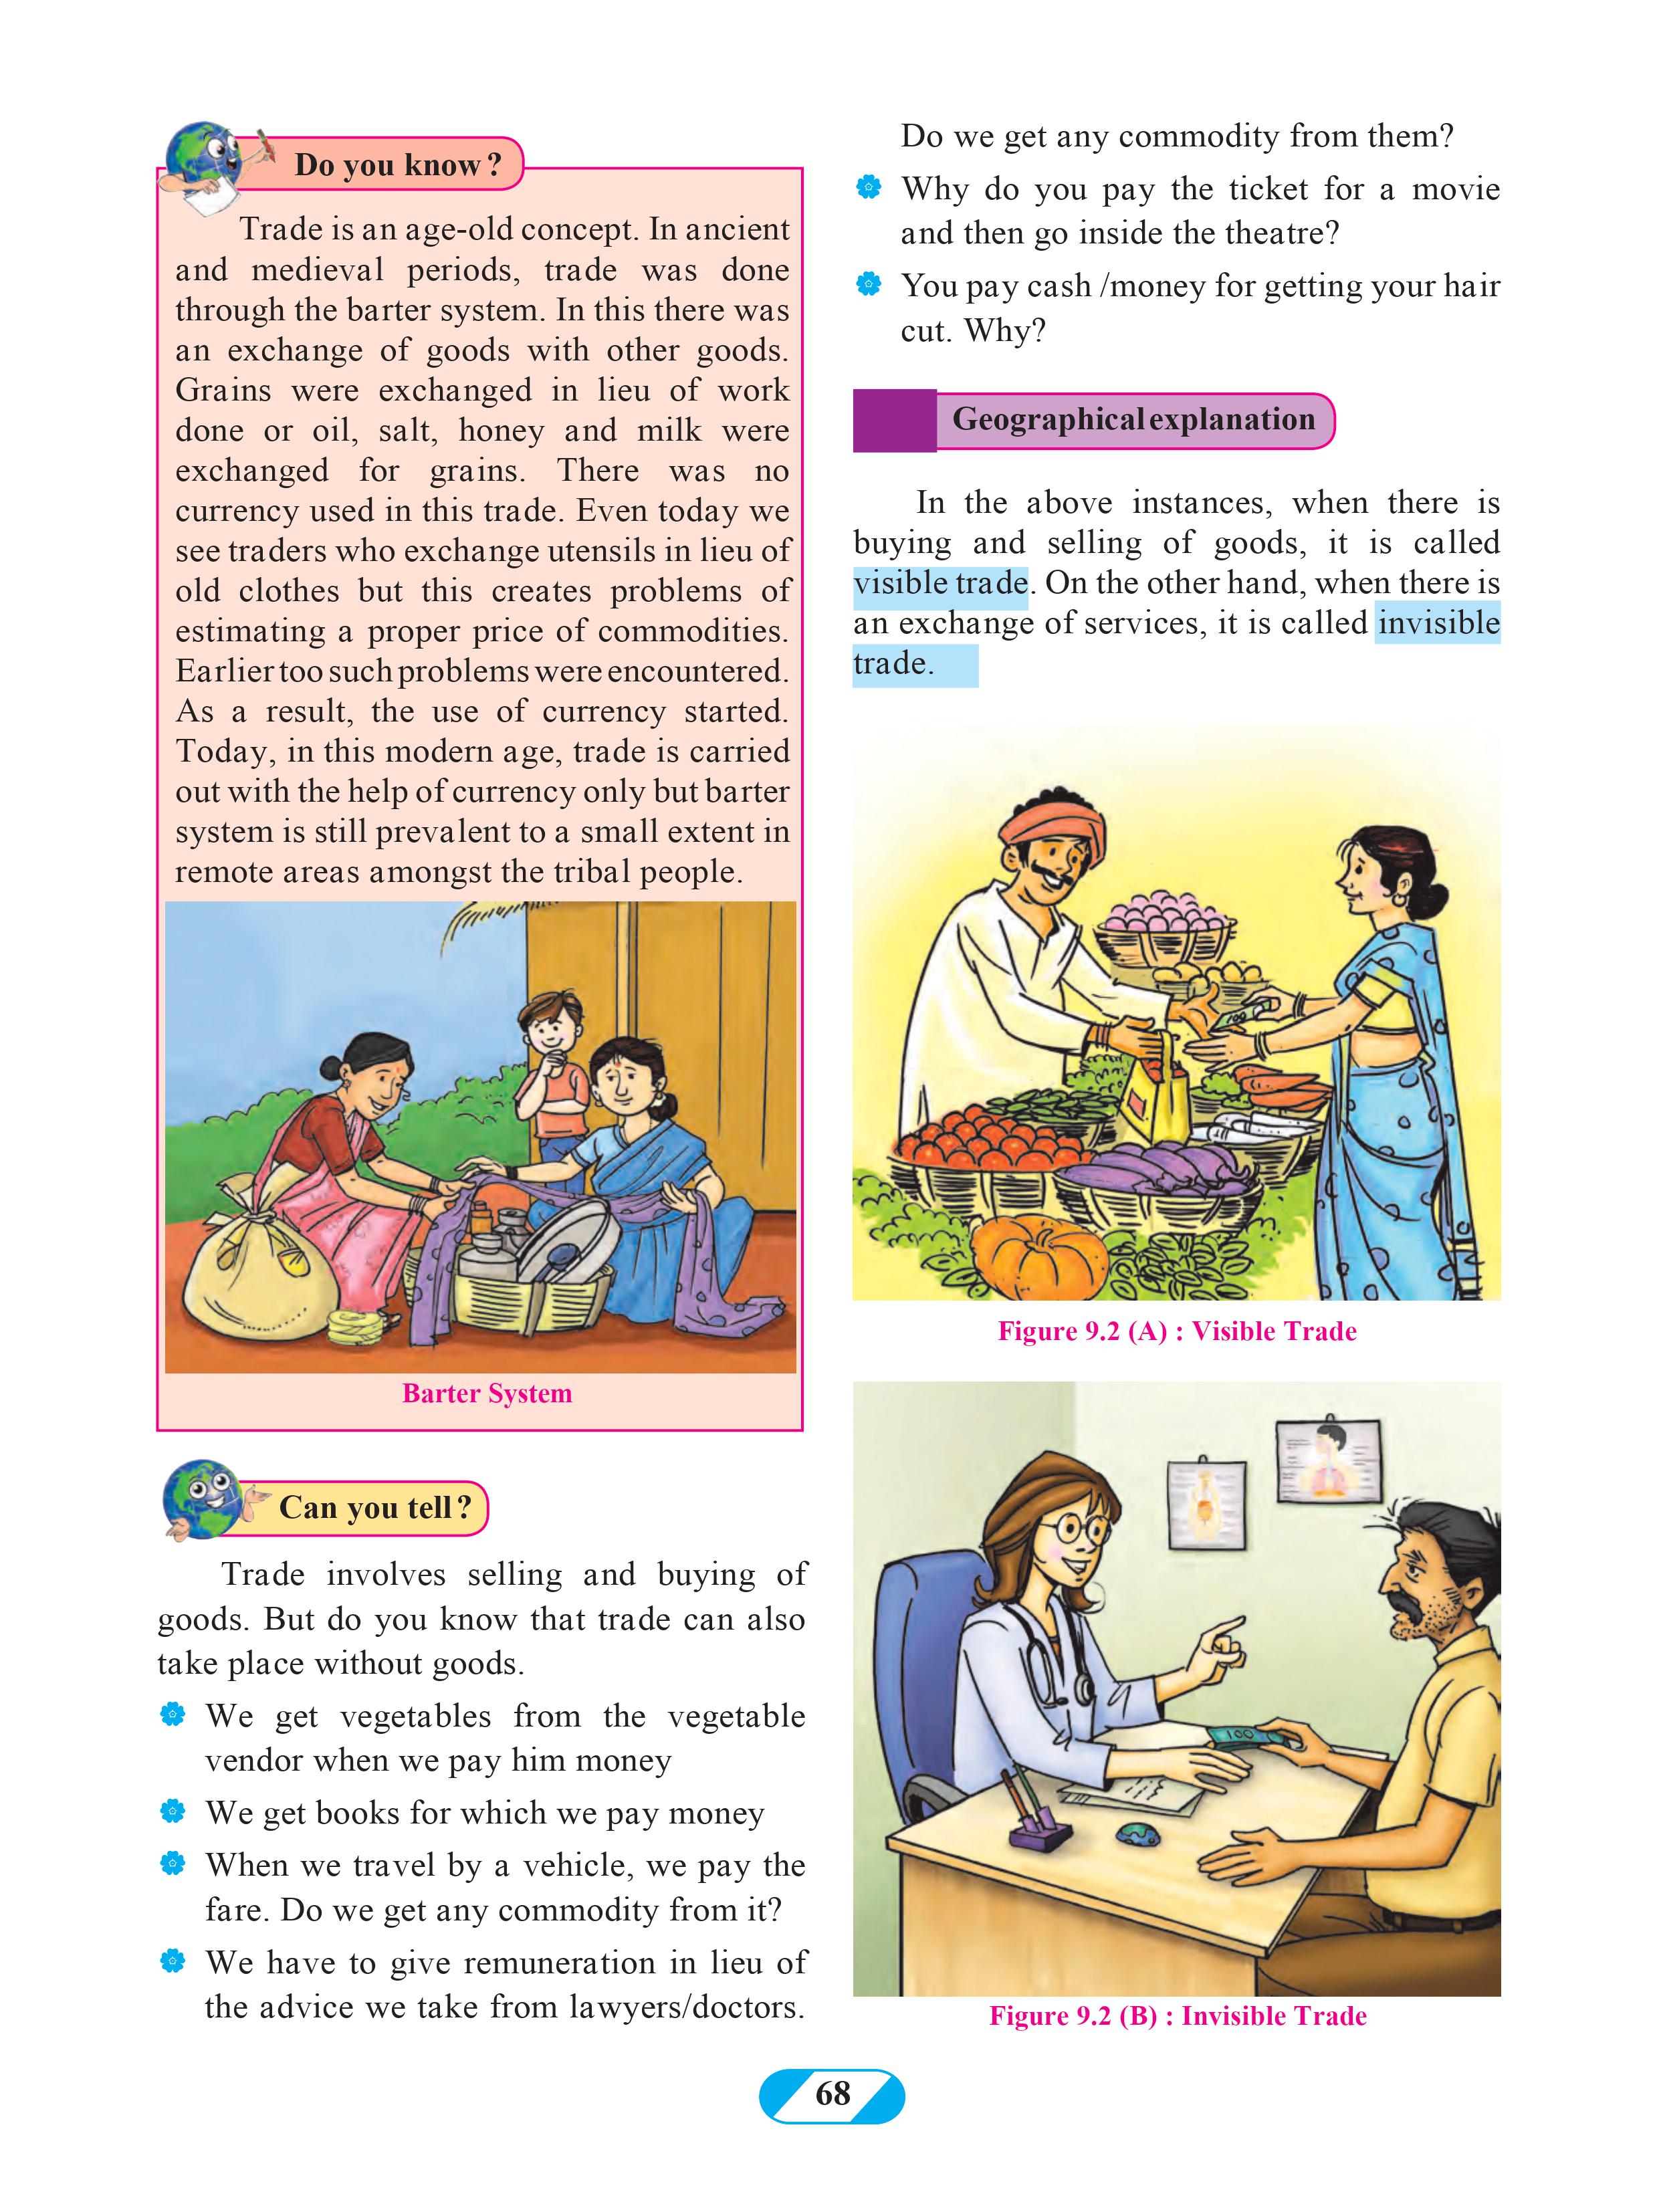 Do you know ?
Trade is an age-old concept. In ancient
and medieval periods, trade was done
through the barter system. In this there was
an exchange of goods with other goods.
Grains were exchanged in lieu of work
done or oil, salt, honey and milk were
exchanged for grains. There was no
currency used in this trade. Even today we
see traders who exchange utensils in lieu of
old clothes but this creates problems of
estimating a proper price of commodities.
Earlier too such problems were encountered.
As a result, the use of currency started.
Today, in this modern age, trade is carried
out with the help of currency only but barter
system is still prevalent to a small extent in
remote areas amongst the tribal people.
Barter System
Can you tell ?
Trade involves selling and buying of
goods. But do you know that trade can also
take place without goods.
We get vegetables from the vegetable
vendor when we pay him money
We get books for which we pay money
When we travel by a vehicle, we pay the
fare. Do we get any commodity from it?
We have to give remuneration in lieu of
the advice we take from lawyers/doctors.
Do we get any commodity from them?
Why do you pay the ticket for a movie
and then go inside the theatre?
You pay cash /money for getting your hair
cut. Why?
Geographical explanation
In the above instances, when there is
buying and selling of goods, it is called
visible trade. On the other hand, when there is
an exchange of services, it is called invisible
trade.
100
Figure 9.2 (A) : Visible Trade
100
Figure 9.2 (B) : Invisible Trade
68